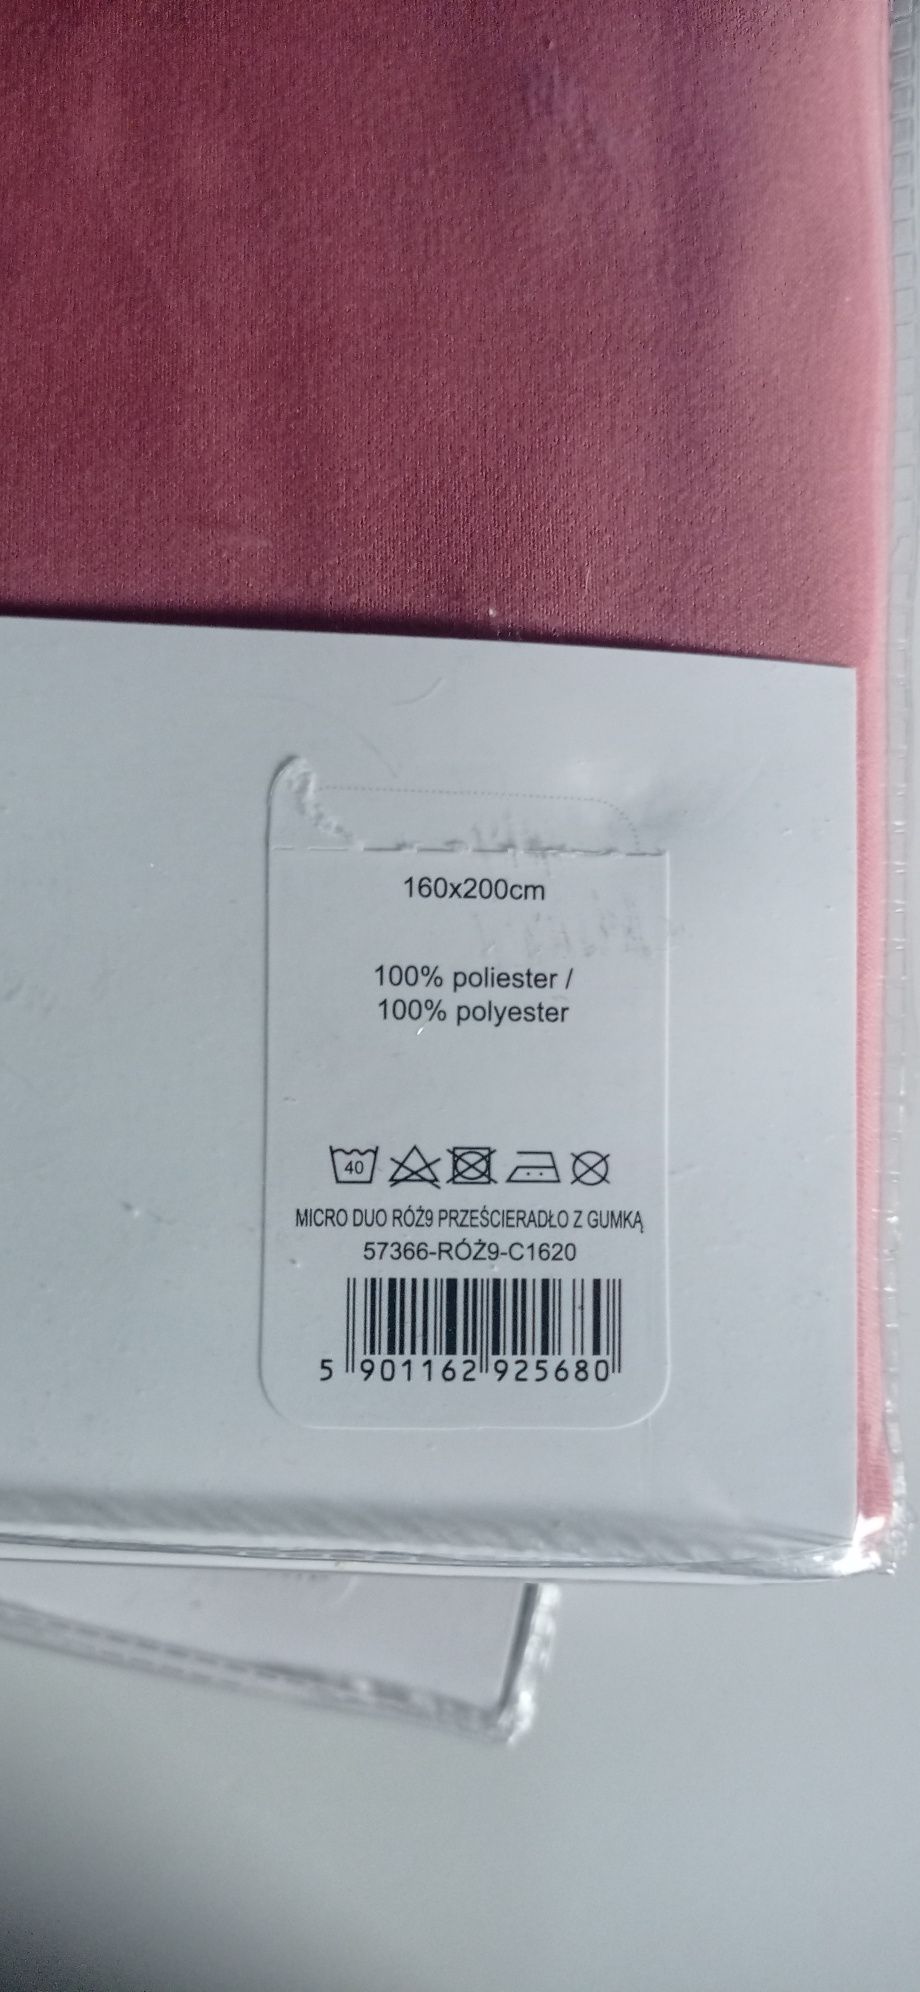 160x200cm
100% poliester /
100% polyester
40
MICRO DUO RÓŻ9 PRZEŚCIERADŁO Z GUMKĄ
57366-RÓŻ9-C1620
5 901162 925680